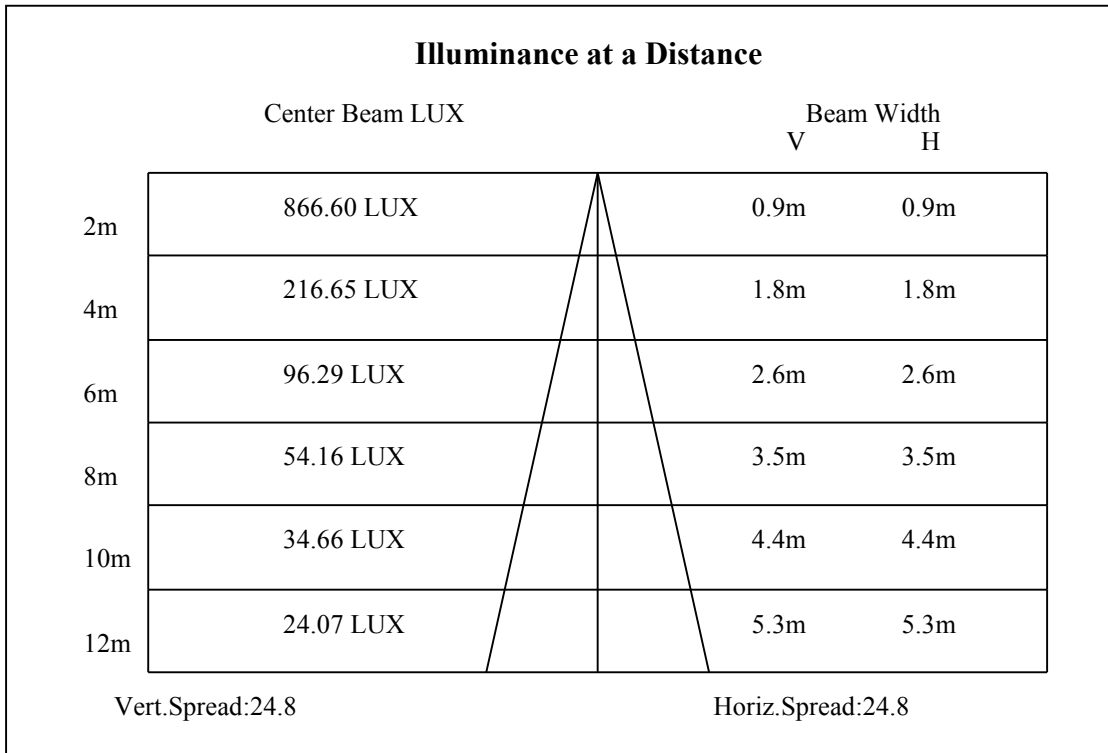 Illuminance at a Distance
Center Beam LUX Beam Width
V H
2m 866.60 LUX 0.9m 0.9m
4m 216.65 LUX 1.8m 1.8m
6m 96.29 LUX 2.6m 2.6m
8m 54.16 LUX 3.5m 3.5m
10m 34.66 LUX 4.4m 4.4m
12m 24.07 LUX 5.3m 5.3m
Vert.Spread:24.8 Horiz.Spread:24.8